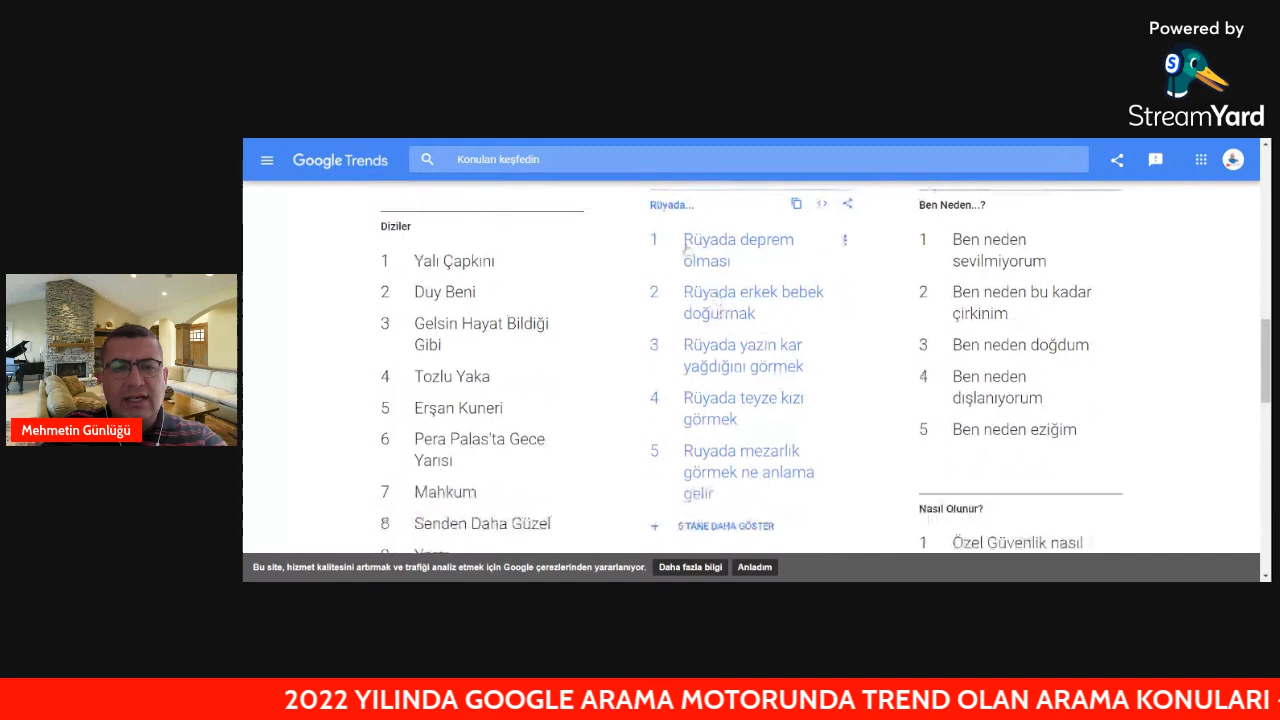 Powered by
StreamYard
Google Trends
Konuları keşfedin
Diziler
1 Yalı Çapkını
2 Duy Beni
3 Gelsin Hayat Bildiği
Gibi
4 Tozlu Yaka
5 Erşan Kuneri
6 Pera Palas'ta Gece
Yarısı
7 Mahkum
8 Senden Daha Güzel
Rüyada...
1 Rüyada deprem
olması
2 Rüyada erkek bebek
doğurmak
3 Rüyada yazın kar
yağdığını görmek
4 Rüyada teyze kızı
görmek
5 Ruyada mezarlık
görmek ne anlama
gelir
+ 5 TANE DAHA GÖSTER
Ben Neden...?
1 Ben neden
sevilmiyorum
2 Ben neden bu kadar
çirkinim
3 Ben neden doğdum
4 Ben neden
dışlanıyorum
5 Ben neden eziğim
Nasıl Olunur?
1 Özel Güvenlik nasıl
Bu site, hizmet kalitesini artırmak ve trafiği analiz etmek için Google çerezlerinden yararlanıyor. Daha fazla bilgi Anladım
Mehmetin Günlüğü
2022 YILINDA GOOGLE ARAMA MOTORUNDA TREND OLAN ARAMA KONULARI